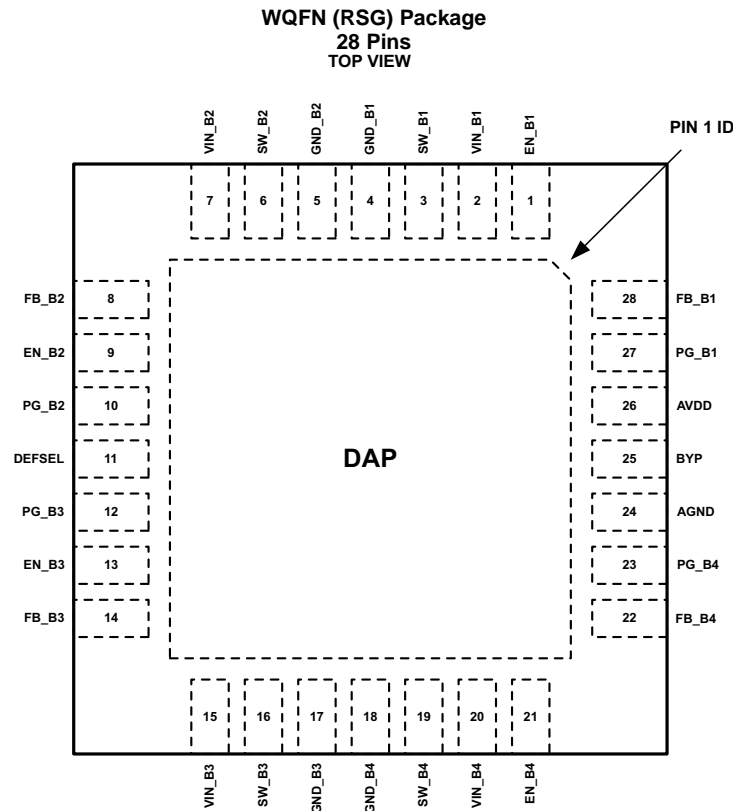 WQFN (RSG) Package
28 Pins
TOP VIEW
VIN_B2
SW_B2
GND_B2
GND_B1
SW_B1
VIN_B1
EN_B1
PIN 1 ID
7 6 5 4 3 2 1
FB_B2 8 28 FB_B1
EN_B2 9 27 PG_B1
PG_B2 10 26 AVDD
DEFSEL 11 DAP 25 BYP
PG_B3 12 24 AGND
EN_B3 13 23 PG_B4
FB_B3 14 22 FB_B4
15 16 17 18 19 20 21
VIN_B3
SW_B3
GND_B3
GND_B4
SW_B4
VIN_B4
EN_B4